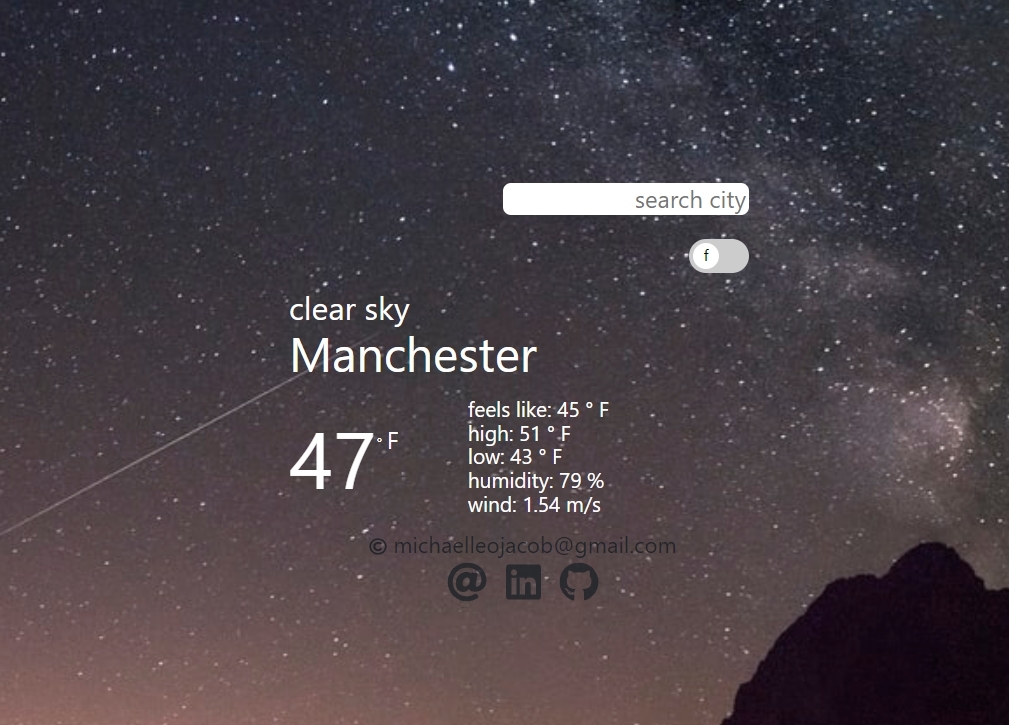 search city
f
clear sky
Manchester
47° F
feels like: 45 ° F
high: 51 ° F
low: 43 ° F
humidity: 79 %
wind: 1.54 m/s
© michaelleojacob@gmail.com
@ in